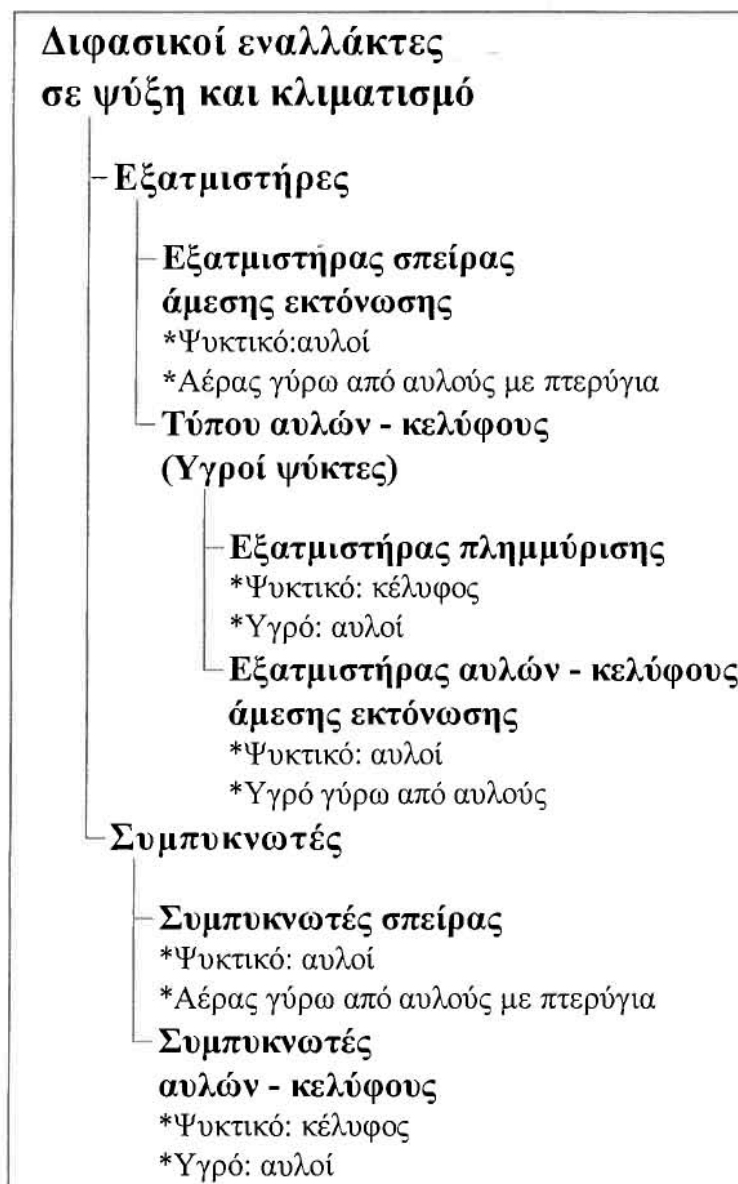 Διφασικοί εναλλάκτες
σε ψύξη και κλιματισμό
Εξατμιστήρες
Εξατμιστήρας σπείρας
άμεσης εκτόνωσης
*Ψυκτικό:αυλοί
*Αέρας γύρω από αυλούς με πτερύγια
Τύπου αυλών - κελύφους
(Υγροί ψύκτες)
Εξατμιστήρας πλημμύρισης
*Ψυκτικό: κέλυφος
*Υγρό: αυλοί
Εξατμιστήρας αυλών - κελύφους
άμεσης εκτόνωσης
*Ψυκτικό: αυλοί
*Υγρό γύρω από αυλούς
Συμπυκνωτές
Συμπυκνωτές σπείρας
*Ψυκτικό: αυλοί
*Αέρας γύρω από αυλούς με πτερύγια
Συμπυκνωτές
αυλών - κελύφους
*Ψυκτικό: κέλυφος
*Υγρό: αυλοί